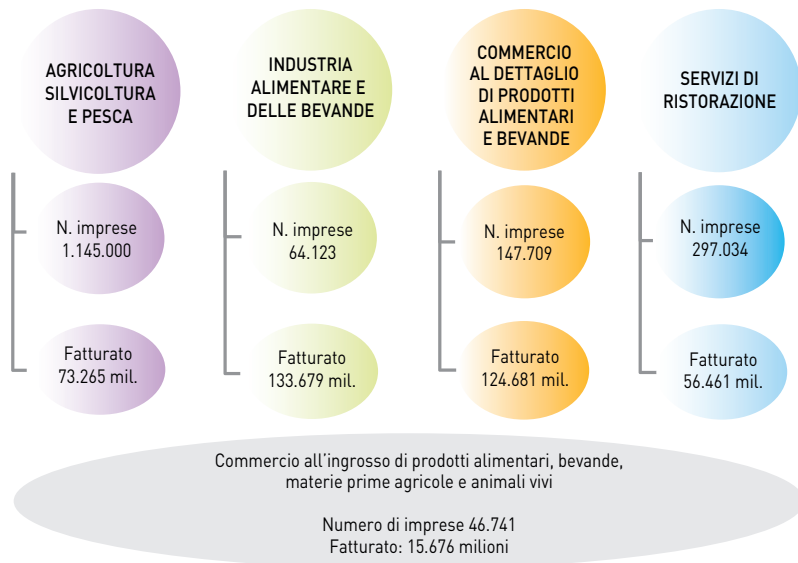 AGRICOLTURA
SILVICOLTURA
E PESCA
N. imprese
1.145.000
Fatturato
73.265 mil.
INDUSTRIA
ALIMENTARE E
DELLE BEVANDE
N. imprese
64.123
Fatturato
133.679 mil.
COMMERCIO
AL DETTAGLIO
DI PRODOTTI
ALIMENTARI
E BEVANDE
N. imprese
147.709
Fatturato
124.681 mil.
SERVIZI DI
RISTORAZIONE
N. imprese
297.034
Fatturato
56.461 mil.
Commercio all'ingrosso di prodotti alimentari, bevande,
materie prime agricole e animali vivi
Numero di imprese 46.741
Fatturato: 15.676 milioni